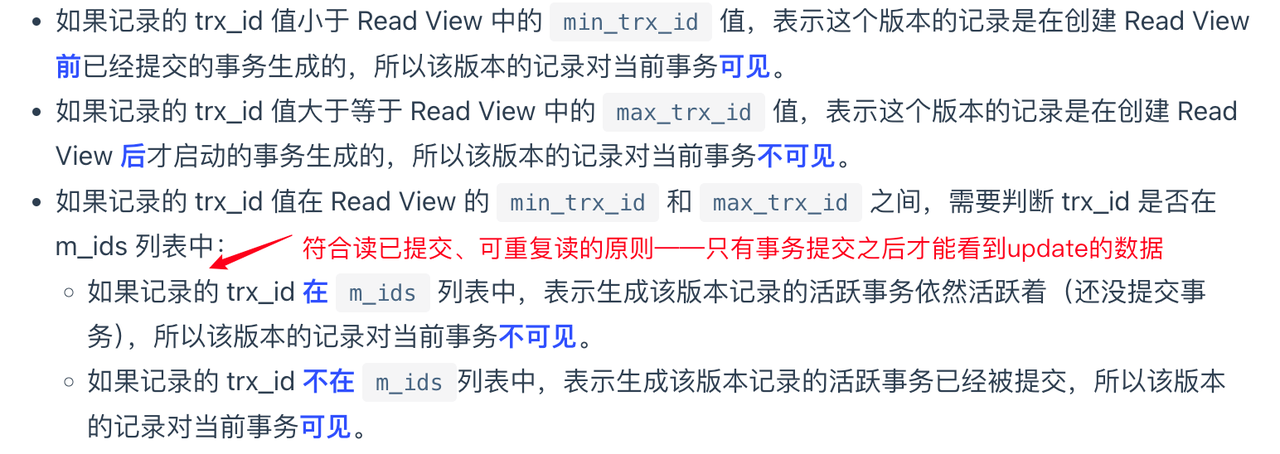 如果记录的 trx_id 值小于 Read View 中的 min_trx_id 值，表示这个版本的记录是在创建 Read View
前已经提交的事务生成的，所以该版本的记录对当前事务可见。
如果记录的 trx_id 值大于等于 Read View 中的 max_trx_id 值，表示这个版本的记录是在创建 Read
View 后才启动的事务生成的，所以该版本的记录对当前事务不可见。
如果记录的 trx_id 值在 Read View 的 min_trx_id 和 max_trx_id 之间，需要判断 trx_id 是否在
m_ids 列表中：
符合读已提交、可重复读的原则——只有事务提交之后才能看到update的数据
如果记录的 trx_id 在 m_ids 列表中，表示生成该版本记录的活跃事务依然活跃着（还没提交事
务），所以该版本的记录对当前事务不可见。
如果记录的 trx_id 不在 m_ids列表中，表示生成该版本记录的活跃事务已经被提交，所以该版本
的记录对当前事务可见。